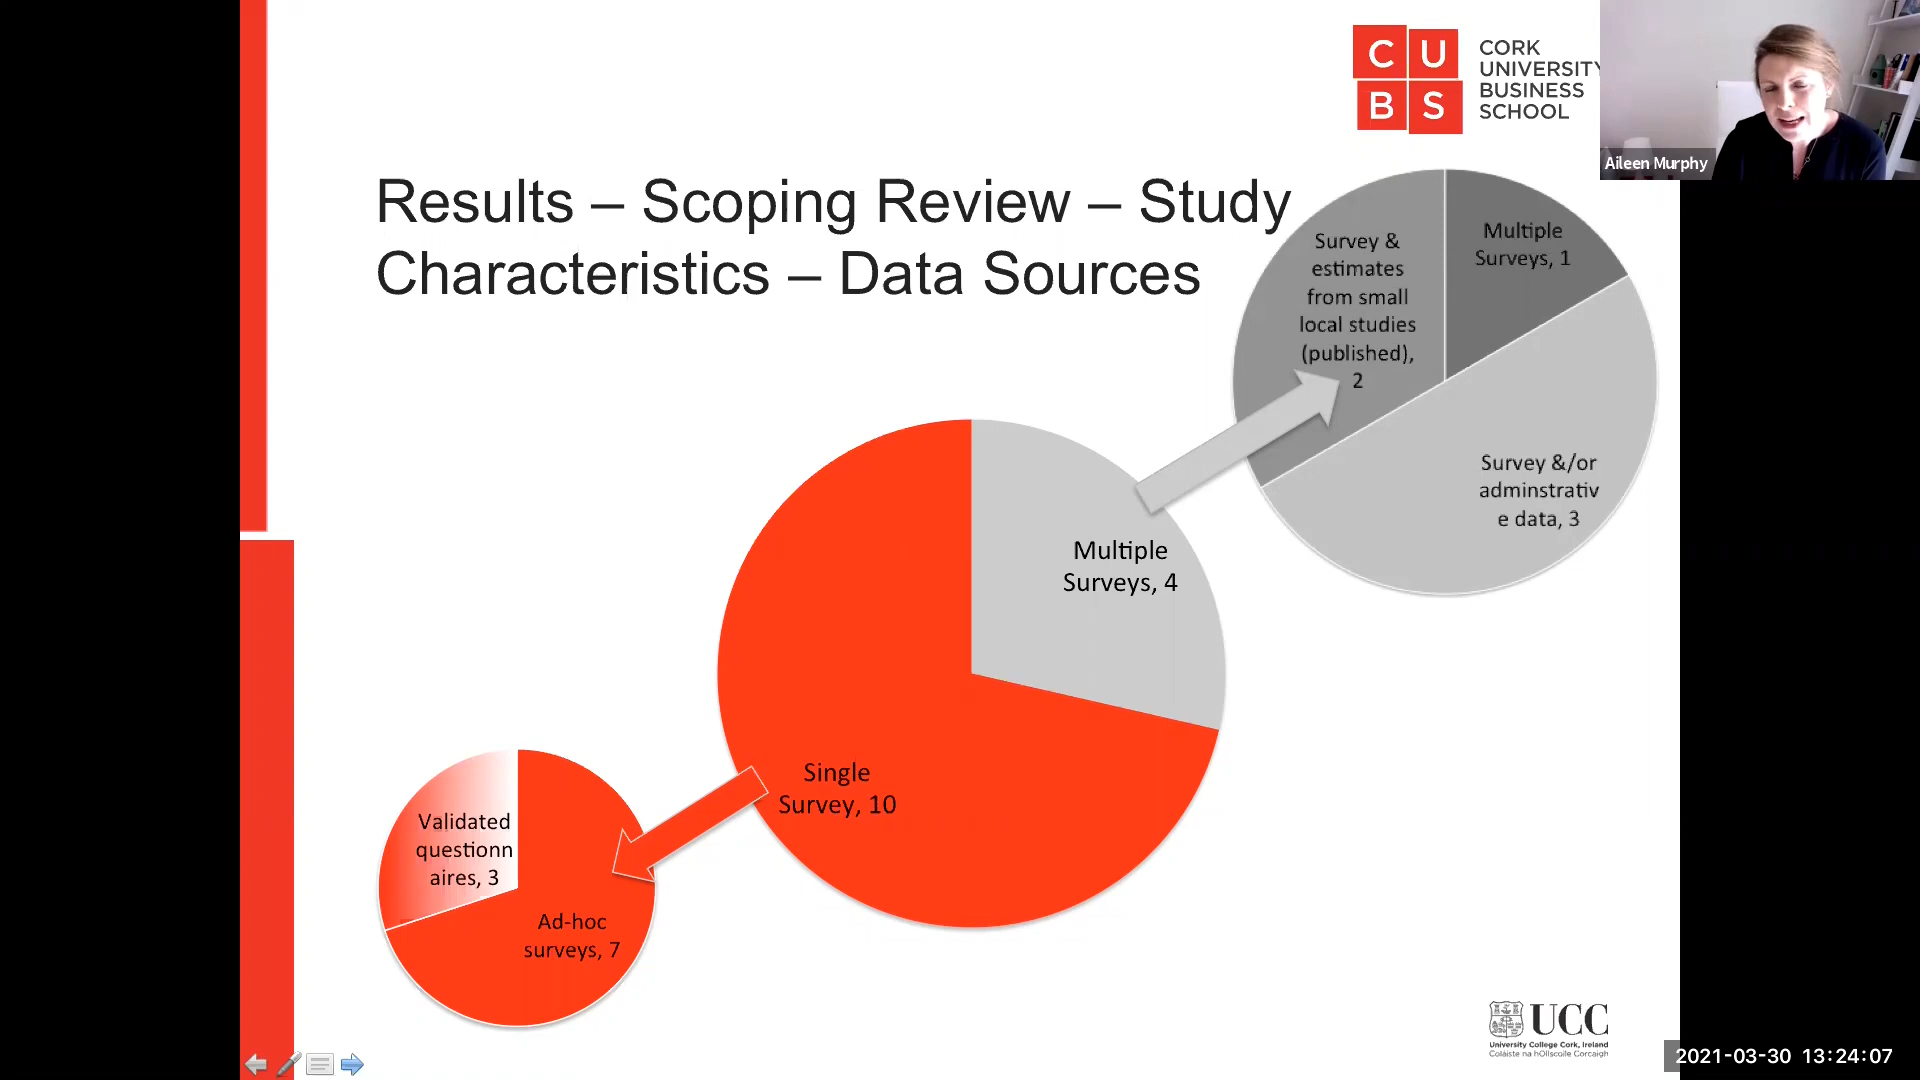 C U
B S
CORK
UNIVERSITY
BUSINESS
SCHOOL
Aileen Murphy
Results – Scoping Review – Study
Characteristics – Data Sources
Survey &
estimates
from small
local studies
(published),
2
Multiple
Surveys, 1
Survey &/or
adminstrativ
e data, 3
Multiple
Surveys, 4
Single
Survey, 10
Validated
questionn
aires, 3
Ad-hoc
surveys, 7
UCC
University College Cork, Ireland
Coláiste na hOllscoile Corcaigh
2021-03-30 13:24:07